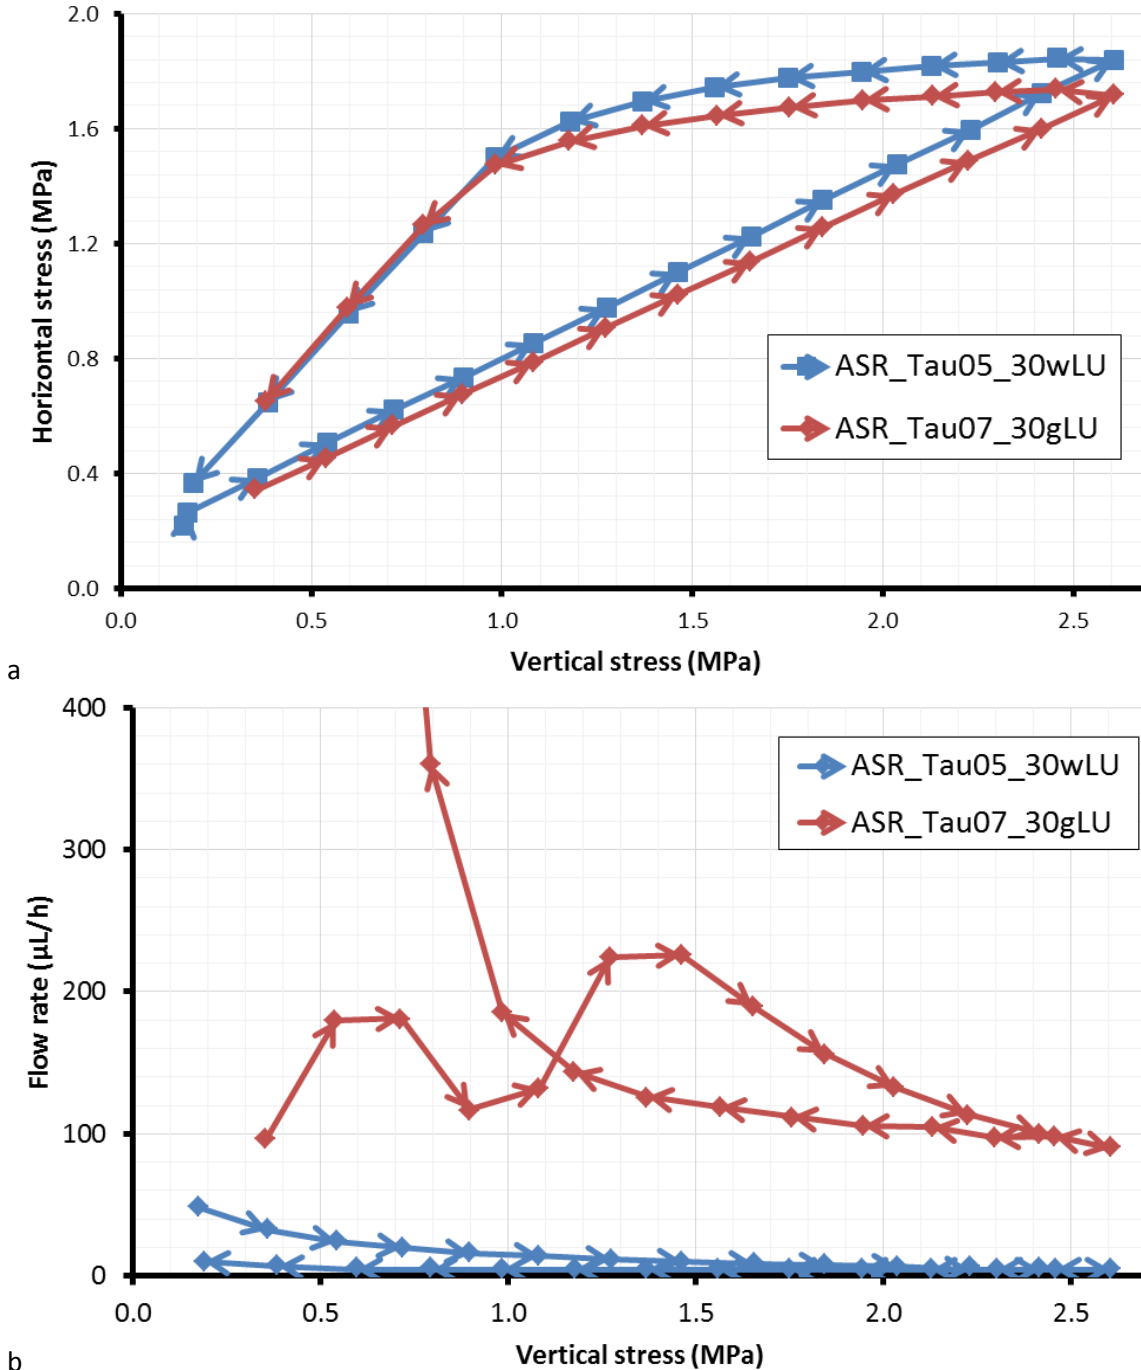 2.0
1.6
1.2
0.8
0.4
0.0
Horizontal stress (MPa)
ASR_Tau05_30wLU
ASR_Tau07_30gLU
0.0 0.5 1.0 1.5 2.0 2.5
Vertical stress (MPa)
a
400
300
200
100
0
Flow rate (µL/h)
ASR_Tau05_30wLU
ASR_Tau07_30gLU
0.0 0.5 1.0 1.5 2.0 2.5
Vertical stress (MPa)
b